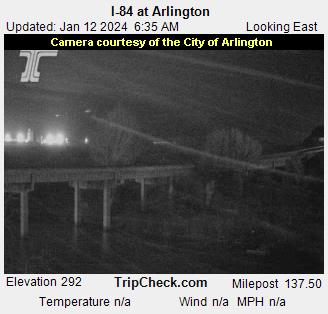 I-84 at Arlington
Updated: Jan 12 2024 6:35 AM Looking East
Camera courtesy of the City of Arlington
Elevation 292 TripCheck.com Milepost 137.50
Temperature n/a Wind n/a MPH n/a